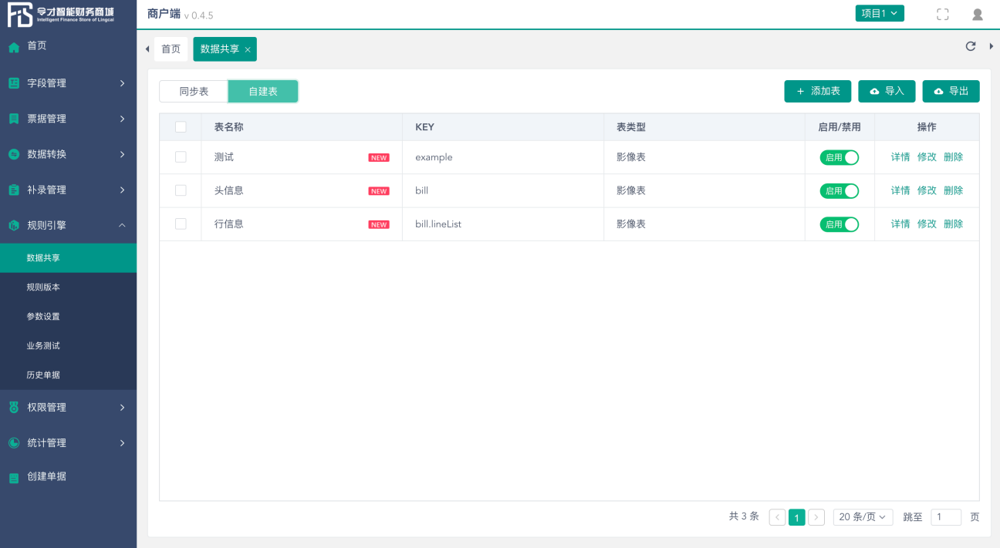 令才智能财务商城
Intelligent Finance Store of Lingcai
商户端 v 0.4.5
项目1
首页
字段管理
票据管理
数据转换
补录管理
规则引擎
数据共享
规则版本
参数设置
业务测试
历史单据
权限管理
统计管理
创建单据
首页
数据共享 ×
同步表
自建表
+ 添加表
导入
导出
表名称 KEY 表类型 启用/禁用 操作
测试 NEW example 影像表 启用 详情 修改 删除
头信息 NEW bill 影像表 启用 详情 修改 删除
行信息 NEW bill.lineList 影像表 启用 详情 修改 删除
共 3 条 < 1 > 20 条/页 跳至 1 页